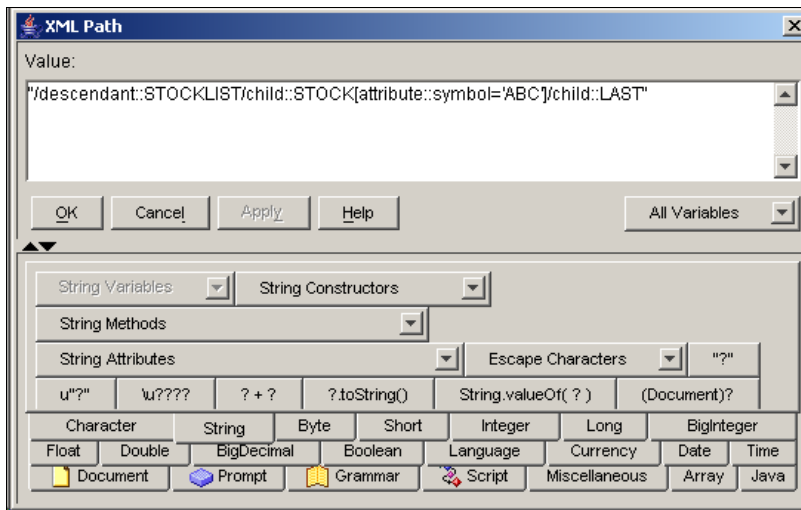 XML Path
Value:
"/descendant::STOCKLIST/child::STOCK[attribute::symbol='ABC']/child::LAST"
OK Cancel Apply Help All Variables
String Variables String Constructors
String Methods
String Attributes Escape Characters "?"
u"?" \u???? ? + ? ?.toString() String.valueOf( ? ) (Document)?
Character String Byte Short Integer Long BigInteger
Float Double BigDecimal Boolean Language Currency Date Time
Document Prompt Grammar Script Miscellaneous Array Java